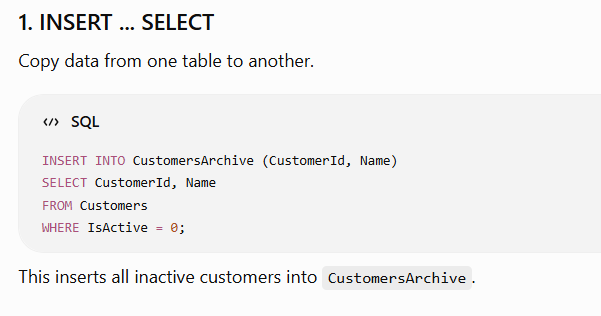 1. INSERT ... SELECT
Copy data from one table to another.
</> SQL
INSERT INTO CustomersArchive (CustomerId, Name)
SELECT CustomerId, Name
FROM Customers
WHERE IsActive = 0;
This inserts all inactive customers into CustomersArchive.